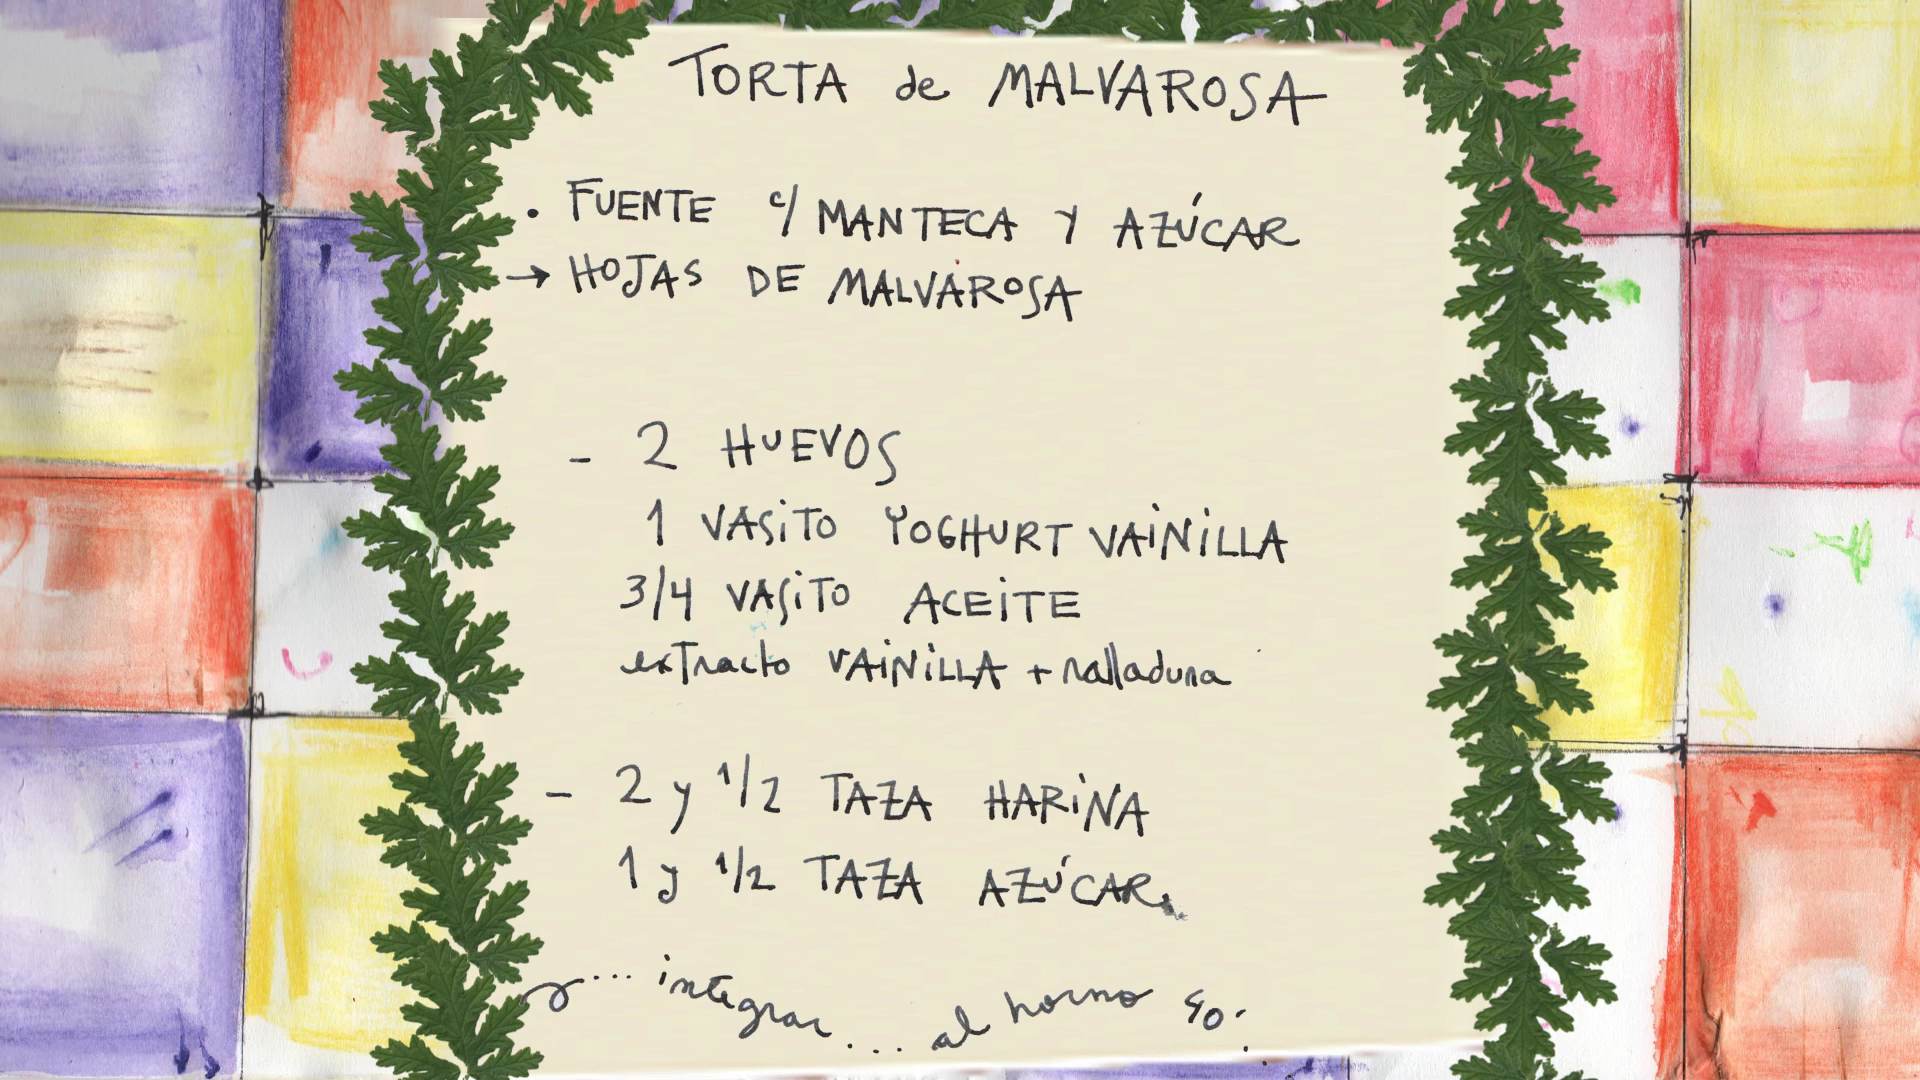 TORTA de MALVAROSA
. FUENTE c/ MANTECA Y AZÚCAR
→ HOJAS DE MALVAROSA
- 2 HUEVOS
1 VASITO YOGHURT VAINILLA
3/4 VASITO ACEITE
extracto VAINILLA + ralladura
- 2 y 1/2 TAZA HARINA
1 y 1/2 TAZA AZÚCAR.
... integrar ... al horno 40'